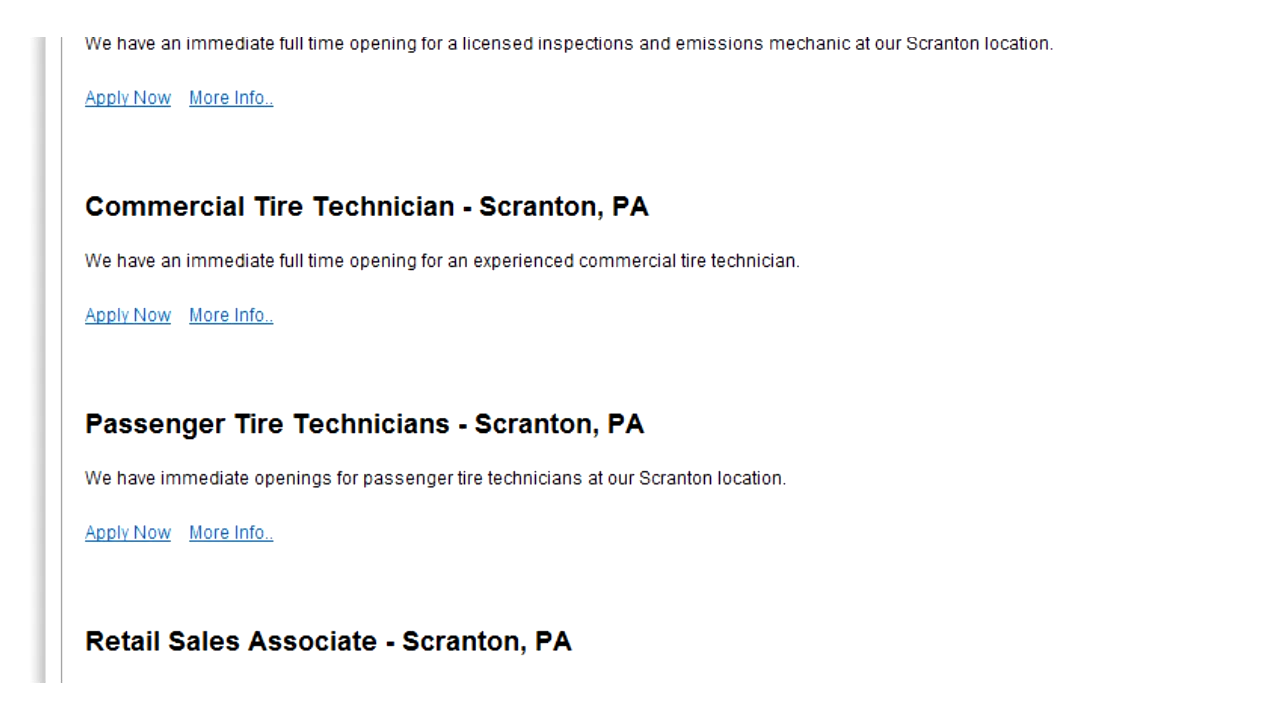 We have an immediate full time opening for a licensed inspections and emissions mechanic at our Scranton location.
Apply Now More Info..
Commercial Tire Technician - Scranton, PA
We have an immediate full time opening for an experienced commercial tire technician.
Apply Now More Info..
Passenger Tire Technicians - Scranton, PA
We have immediate openings for passenger tire technicians at our Scranton location.
Apply Now More Info..
Retail Sales Associate - Scranton, PA